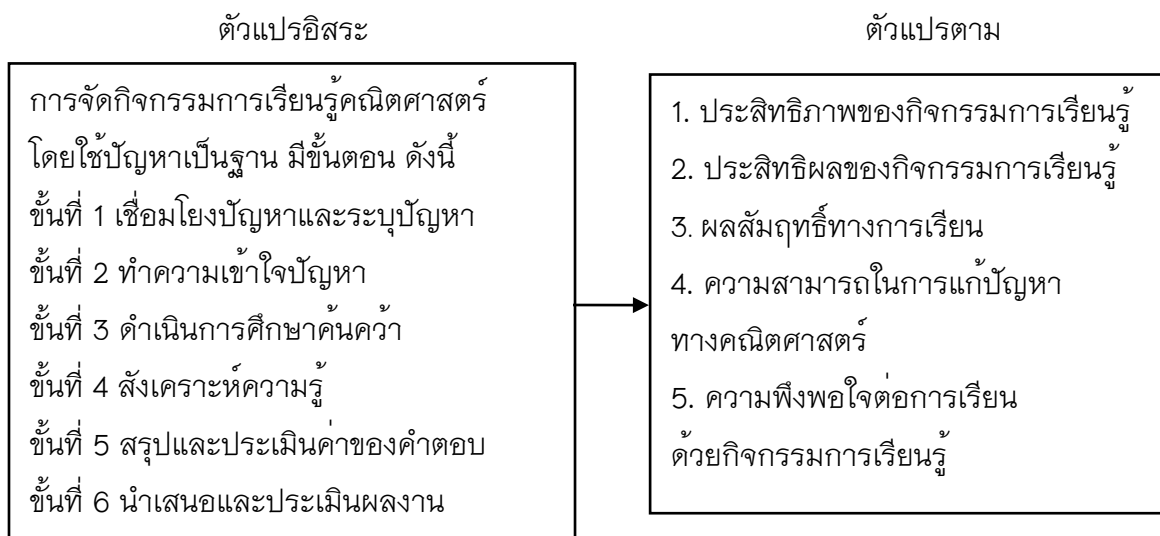 ตัวแปรอิสระ
การจัดกิจกรรมการเรียนรู้คณิตศาสตร์
โดยใช้ปัญหาเป็นฐาน มีขั้นตอน ดังนี้
ขั้นที่ 1 เชื่อมโยงปัญหาและระบุปัญหา
ขั้นที่ 2 ทำความเข้าใจปัญหา
ขั้นที่ 3 ดำเนินการศึกษาค้นคว้า
ขั้นที่ 4 สังเคราะห์ความรู้
ขั้นที่ 5 สรุปและประเมินค่าของคำตอบ
ขั้นที่ 6 นำเสนอและประเมินผลงาน
ตัวแปรตาม
1. ประสิทธิภาพของกิจกรรมการเรียนรู้
2. ประสิทธิผลของกิจกรรมการเรียนรู้
3. ผลสัมฤทธิ์ทางการเรียน
4. ความสามารถในการแก้ปัญหา
ทางคณิตศาสตร์
5. ความพึงพอใจต่อการเรียน
ด้วยกิจกรรมการเรียนรู้